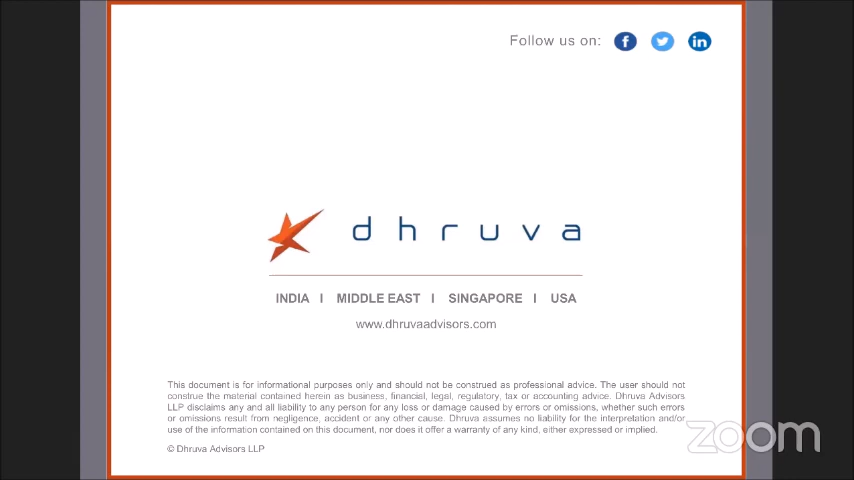 Follow us on:
dhruva
INDIA I MIDDLE EAST I SINGAPORE I USA
www.dhruvaadvisors.com
This document is for informational purposes only and should not be construed as professional advice. The user should not
construe the material contained herein as business, financial, legal, regulatory, tax or accounting advice. Dhruva Advisors
LLP disclaims any and all liability to any person for any loss or damage caused by errors or omissions, whether such errors
or omissions result from negligence, accident or any other cause. Dhruva assumes no liability for the interpretation and/or
use of the information contained on this document, nor does it offer a warranty of any kind, either expressed or implied.
© Dhruva Advisors LLP
zoom